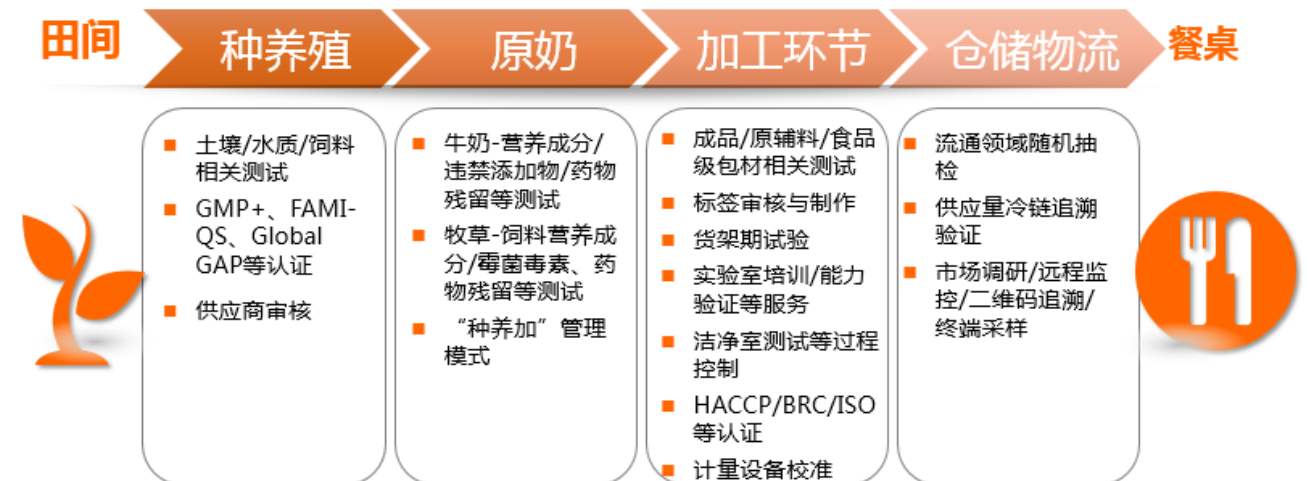 田间
种养殖
原奶
加工环节
仓储物流
餐桌
土壤/水质/饲料
相关测试
GMP+、FAMI-
QS、Global
GAP等认证
供应商审核
牛奶-营养成分/
违禁添加物/药物
残留等测试
牧草-饲料营养成
分/霉菌毒素、药
物残留等测试
“种养加”管理
模式
成品/原辅料/食品
级包材相关测试
标签审核与制作
货架期试验
实验室培训/能力
验证等服务
洁净室测试等过程
控制
HACCP/BRC/ISO
等认证
计量设备校准
流通领域随机抽
检
供应量冷链追溯
验证
市场调研/远程监
控/二维码追溯/
终端采样